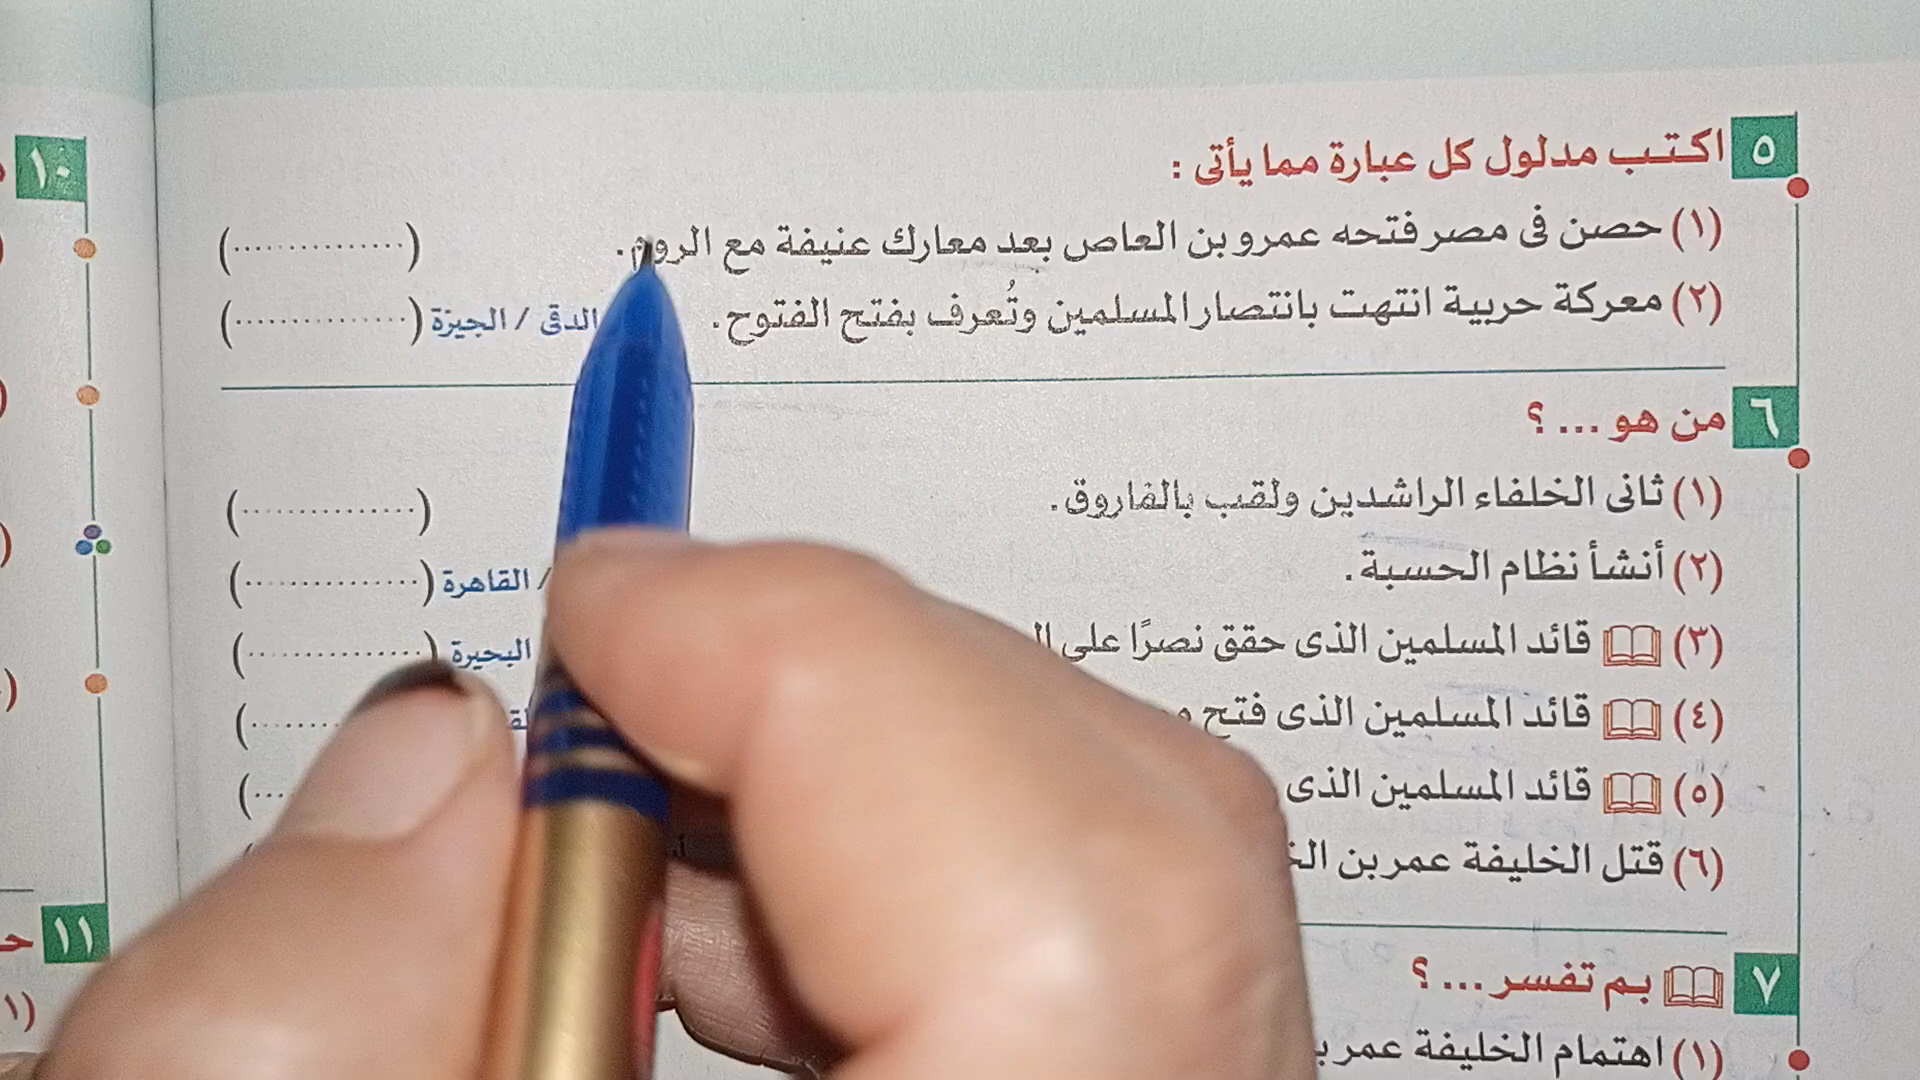 ٥ اكتب مدلول كل عبارة مما يأتى :
(١) حصن فى مصر فتحه عمرو بن العاص بعد معارك عنيفة مع الروم. (..............)
(٢) معركة حربية انتهت بانتصار المسلمين وتُعرف بفتح الفتوح. الدقى / الجيزة (..............)
٦ من هو ... ؟
(١) ثانى الخلفاء الراشدين ولقب بالفاروق. (..............)
(٢) أنشأ نظام الحسبة. / القاهرة (..............)
(٣) قائد المسلمين الذى حقق نصرًا على البحيرة (..............)
(٤) قائد المسلمين الذى فتح
(٥) قائد المسلمين الذى
(٦) قتل الخليفة عمر بن
٧ بم تفسر ... ؟
(١) اهتمام الخليفة عمر
١٠
١١
(١)